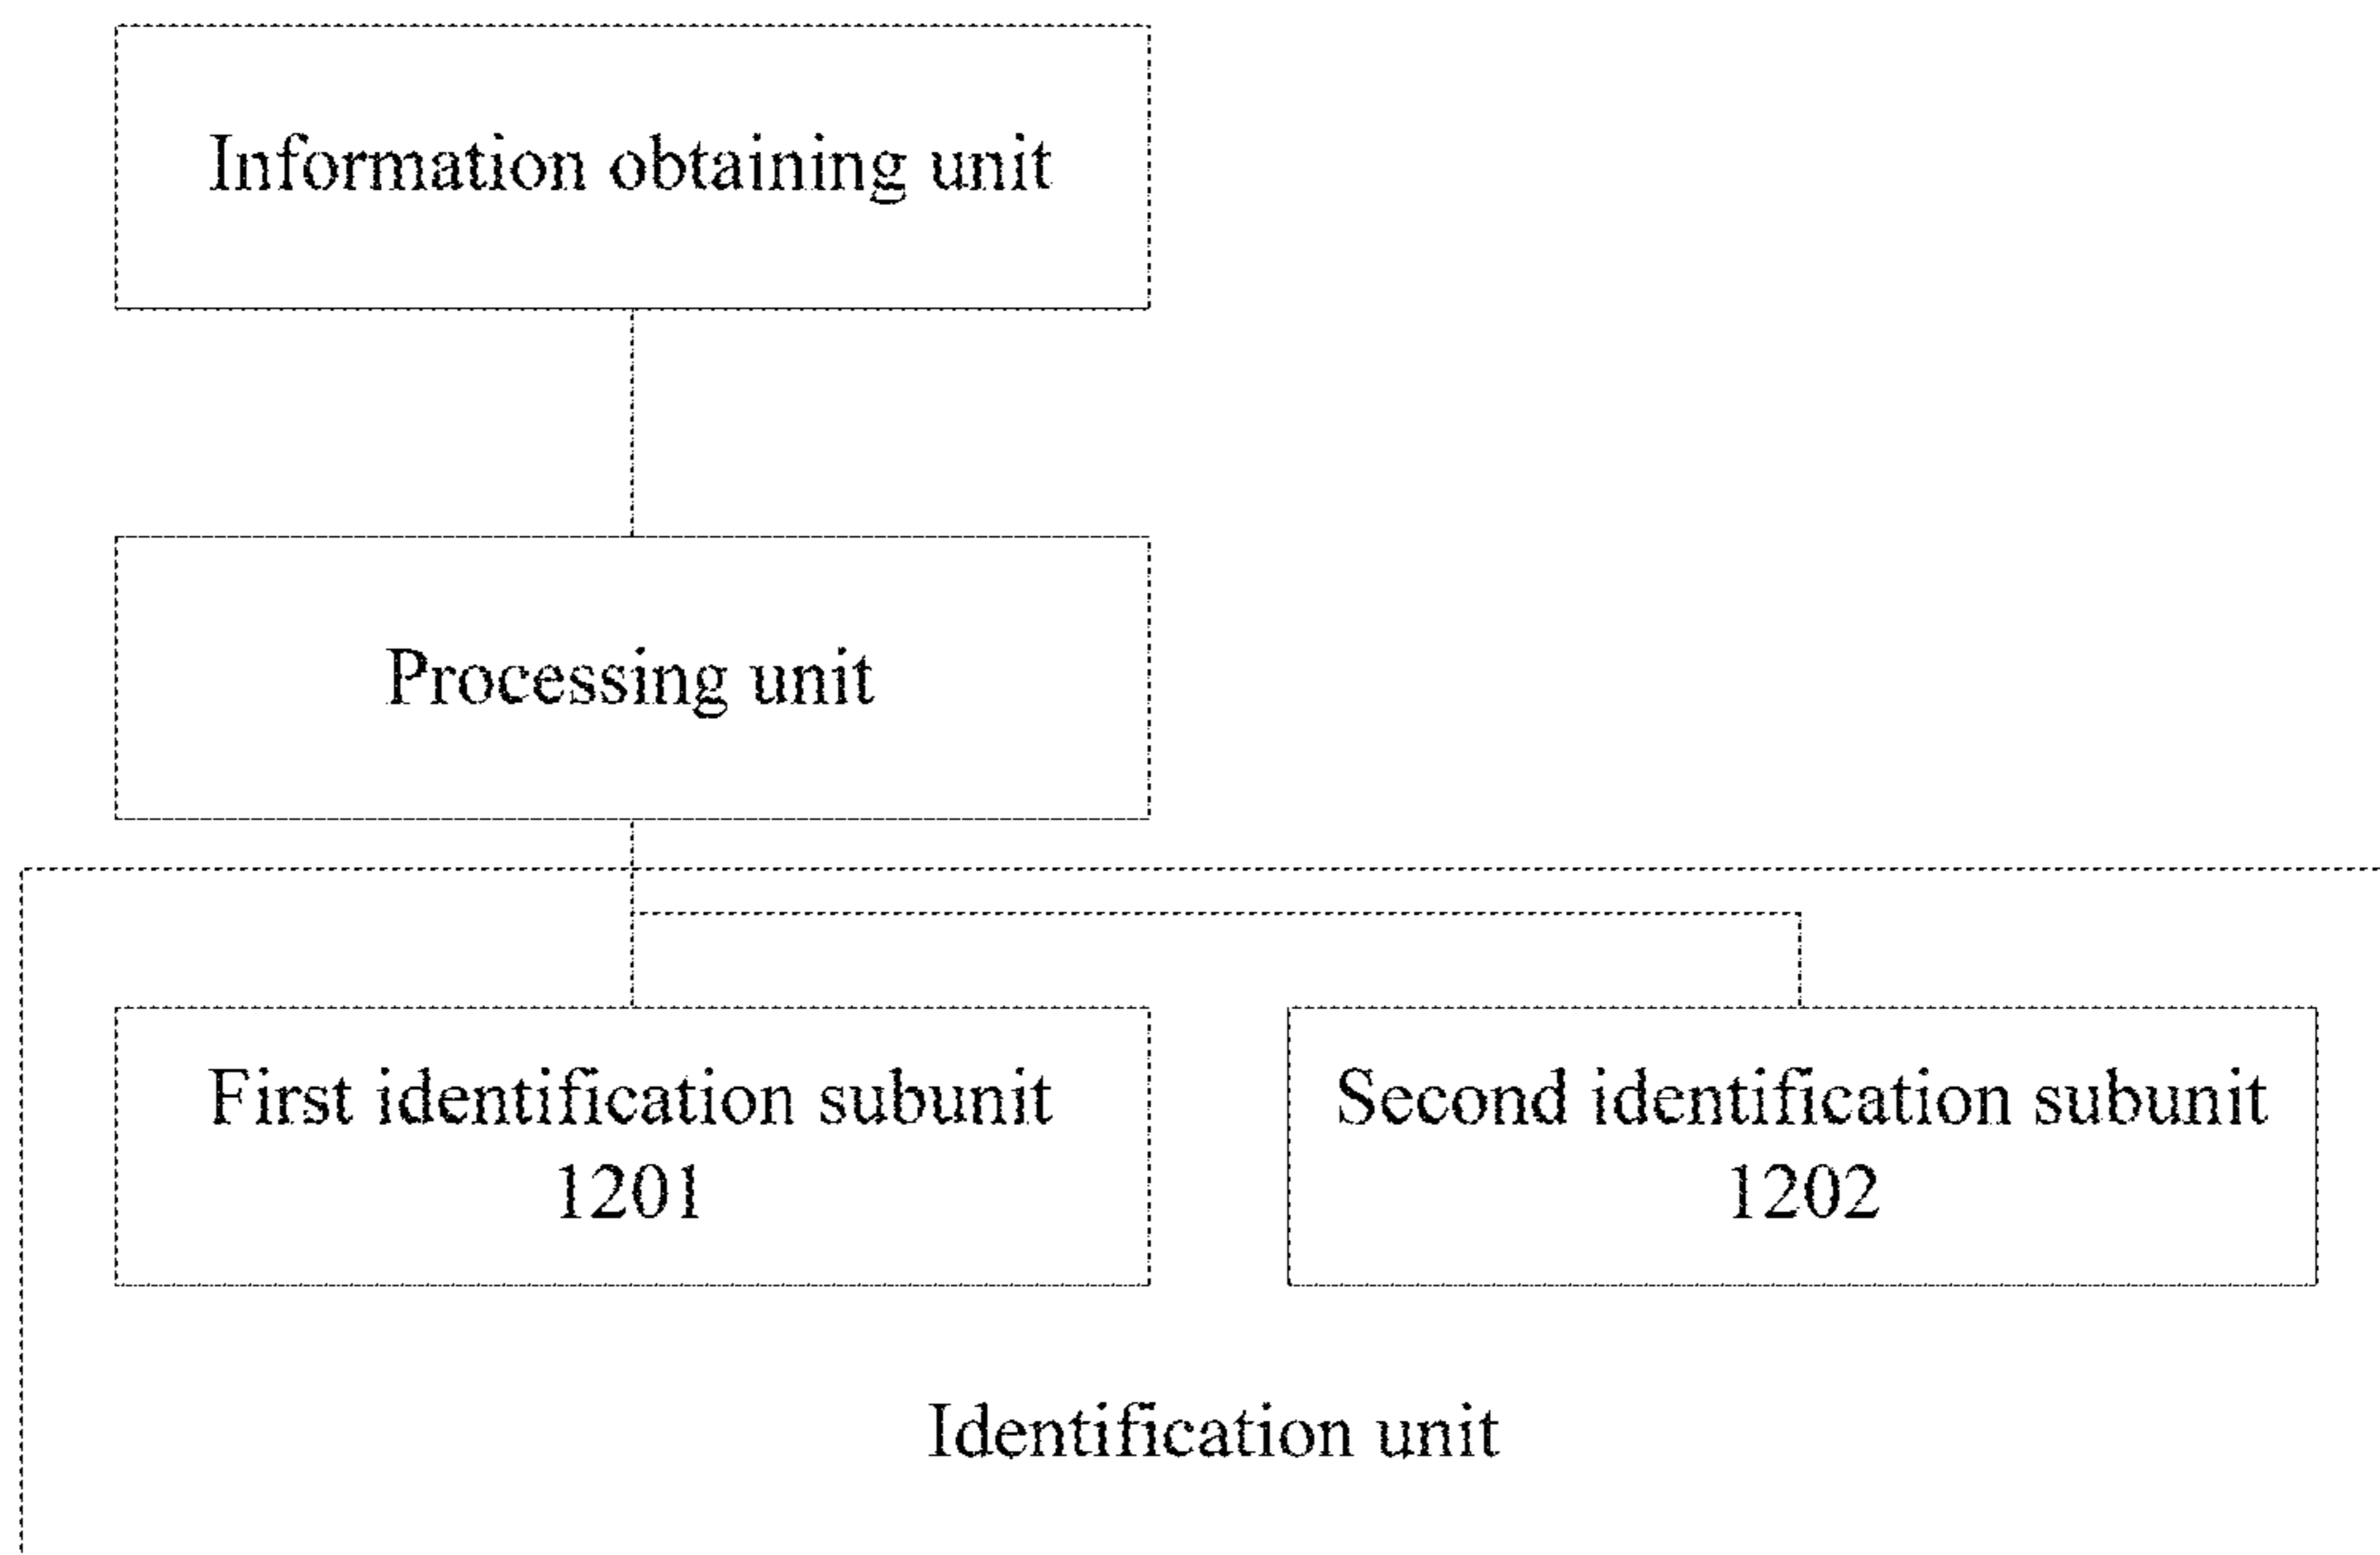 Information obtaining unit
Processing unit
First identification subunit
1201
Second identification subunit
1202
Identification unit